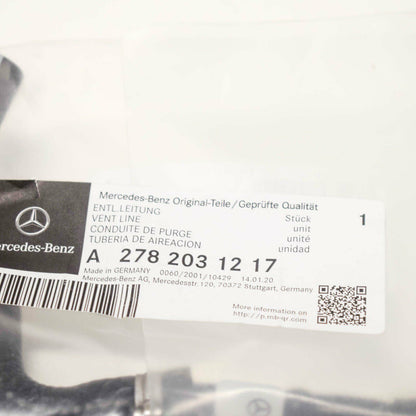 Mercedes-Benz Original-Teile/Geprüfte Qualität
ENTL.LEITUNG
VENT LINE
CONDUITE DE PURGE
TUBERIA DE AIREACION
Stück
unit
unité
unidad
1
ercedes-Benz
A 278 203 12 17
Made in GERMANY 0060/2001/10429 14.01.20
Mercedes-Benz AG, Mercedesstr.120, 70372 Stuttgart, Germany
More information on
http://p.mb-qr.com